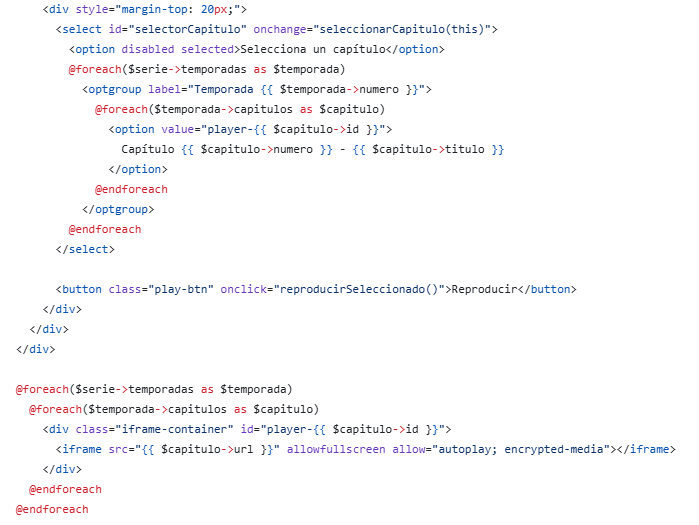 <div style="margin-top: 20px;">
<select id="selectorCapitulo" onchange="seleccionarCapitulo(this)">
<option disabled selected>Selecciona un capítulo</option>
@foreach($serie->temporadas as $temporada)
<optgroup label="Temporada {{ $temporada->numero }}">
@foreach($temporada->capitulos as $capitulo)
<option value="player-{{ $capitulo->id }}">
Capítulo {{ $capitulo->numero }} - {{ $capitulo->titulo }}
</option>
@endforeach
</optgroup>
@endforeach
</select>
<button class="play-btn" onclick="reproducirSeleccionado()">Reproducir</button>
</div>
</div>
</div>
@foreach($serie->temporadas as $temporada)
@foreach($temporada->capitulos as $capitulo)
<div class="iframe-container" id="player-{{ $capitulo->id }}">
<iframe src="{{ $capitulo->url }}" allowfullscreen allow="autoplay; encrypted-media"></iframe>
</div>
@endforeach
@endforeach